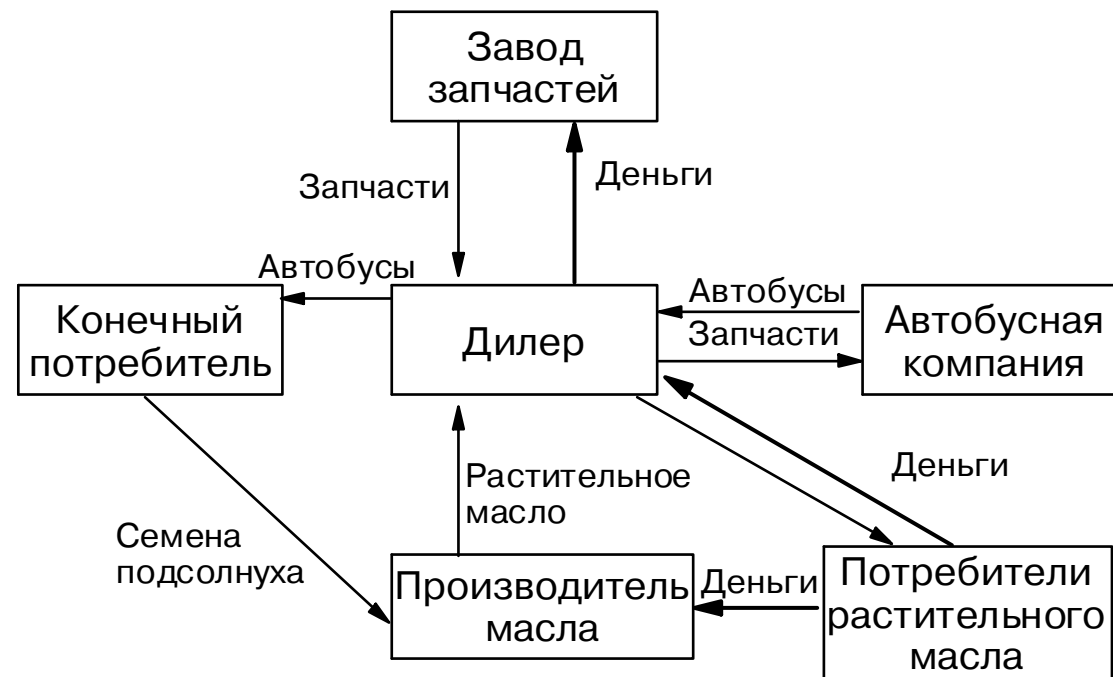 Завод
запчастей
Запчасти
Деньги
Автобусы
Конечный
потребитель
Дилер
Автобусы
Запчасти
Автобусная
компания
Деньги
Растительное
масло
Семена
подсолнуха
Производитель
масла
Деньги
Потребители
растительного
масла